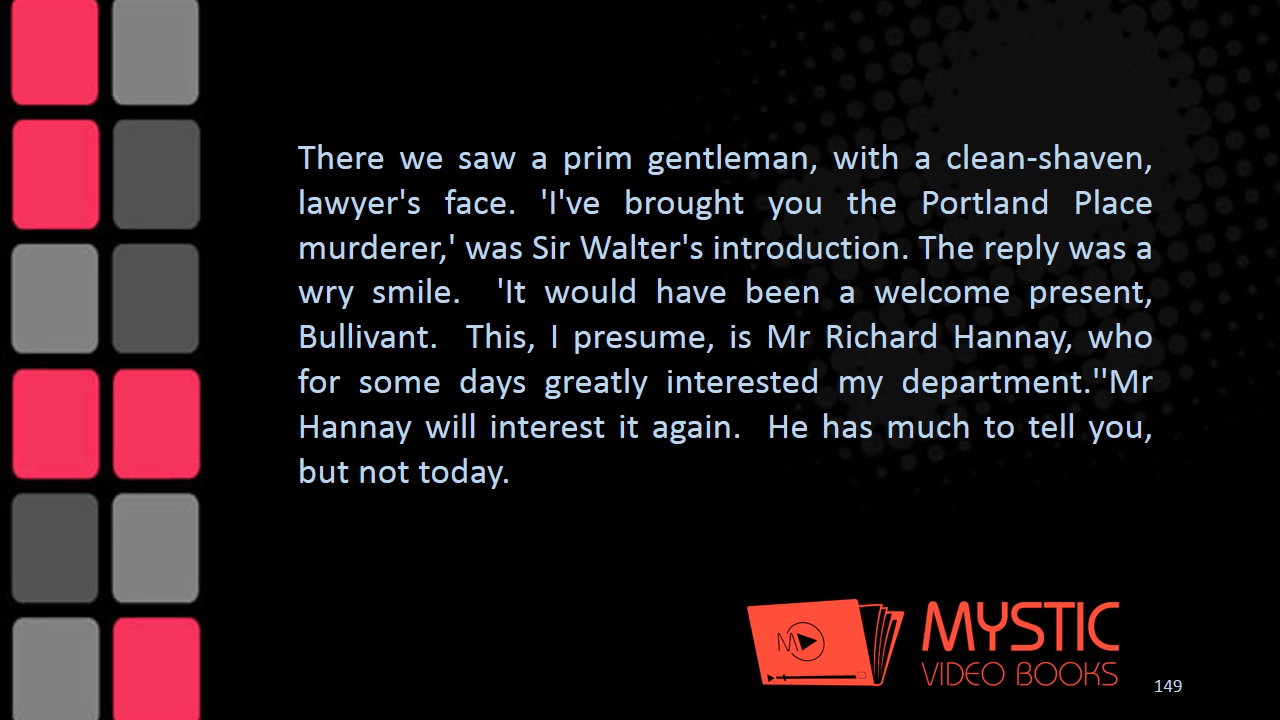 There we saw a prim gentleman, with a clean-shaven,
lawyer's face. 'I've brought you the Portland Place
murderer,' was Sir Walter's introduction. The reply was a
wry smile.  'It would have been a welcome present,
Bullivant.  This, I presume, is Mr Richard Hannay, who
for some days greatly interested my department.''Mr
Hannay will interest it again.  He has much to tell you,
but not today.
M
MYSTIC
VIDEO BOOKS
149